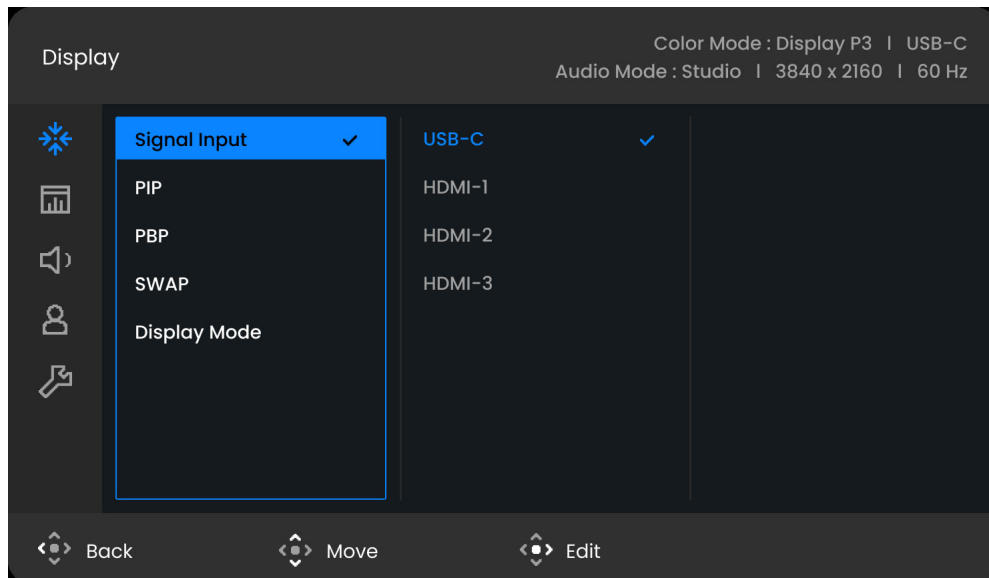 Display
Color Mode : Display P3 | USB-C
Audio Mode : Studio | 3840 x 2160 | 60 Hz
Signal Input
USB-C
PIP
HDMI-1
PBP
HDMI-2
SWAP
HDMI-3
Display Mode
Back
Move
Edit